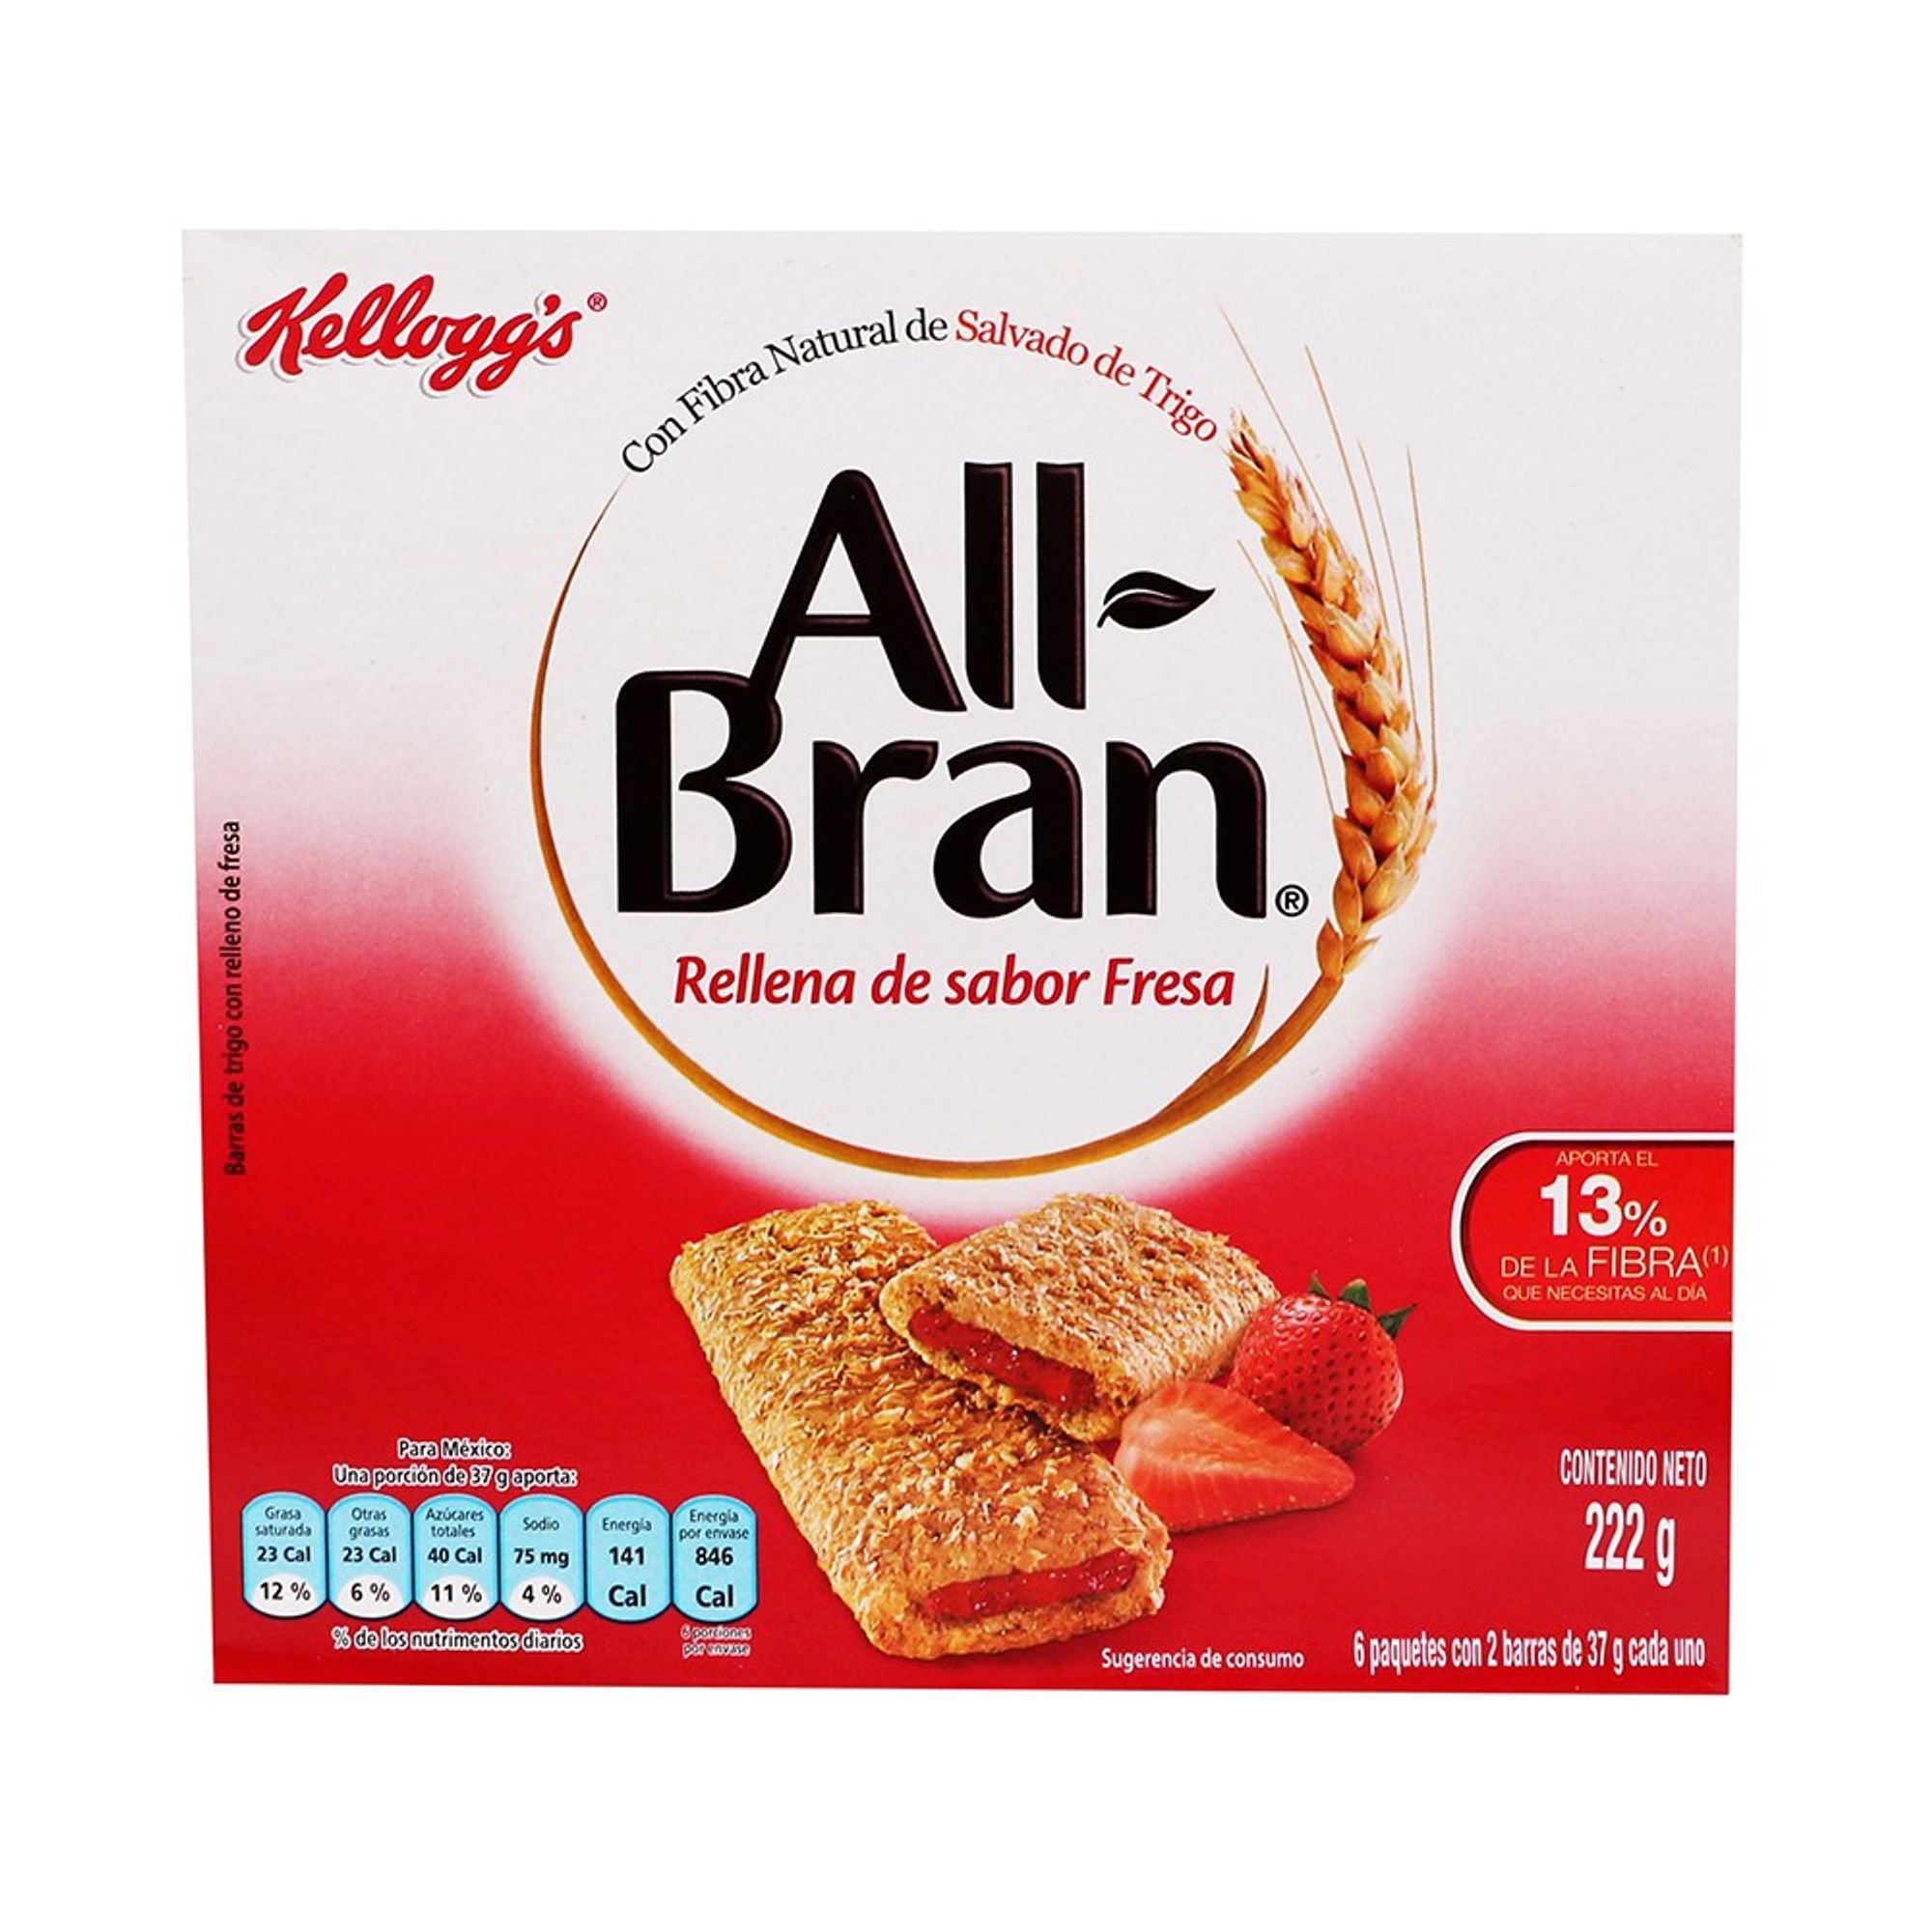 Kellogg's®
Con Fibra Natural de Salvado de Trigo
All-
Bran®
Rellena de sabor Fresa
Barras de trigo con relleno de fresa
APORTA EL
13%
DE LA FIBRA(1)
QUE NECESITAS AL DÍA
Para México:
Una porción de 37 g aporta:
Grasa saturada 23 Cal 12 %
Otras grasas 23 Cal 6 %
Azúcares totales 40 Cal 11 %
Sodio 75 mg 4 %
Energía 141 Cal
Energía por envase 846 Cal
% de los nutrimentos diarios
6 porciones
por envase
Sugerencia de consumo
CONTENIDO NETO
222 g
6 paquetes con 2 barras de 37 g cada uno